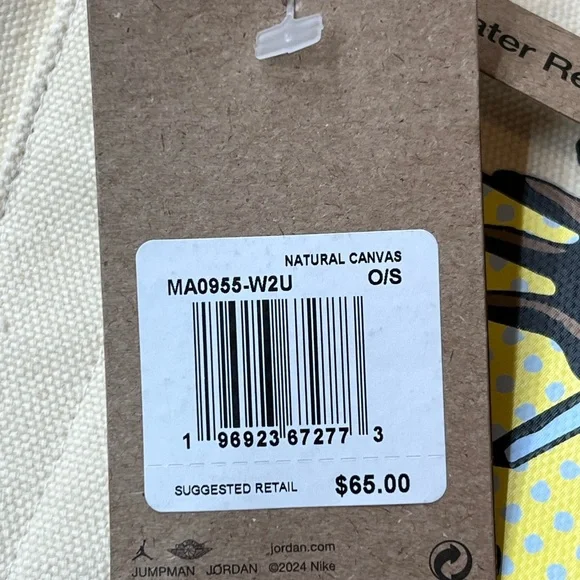 ater Re
NATURAL CANVAS
MA0955-W2U O/S
1 96923 67277 3
SUGGESTED RETAIL $65.00
jordan.com
JUMPMAN JORDAN ©2024 Nike